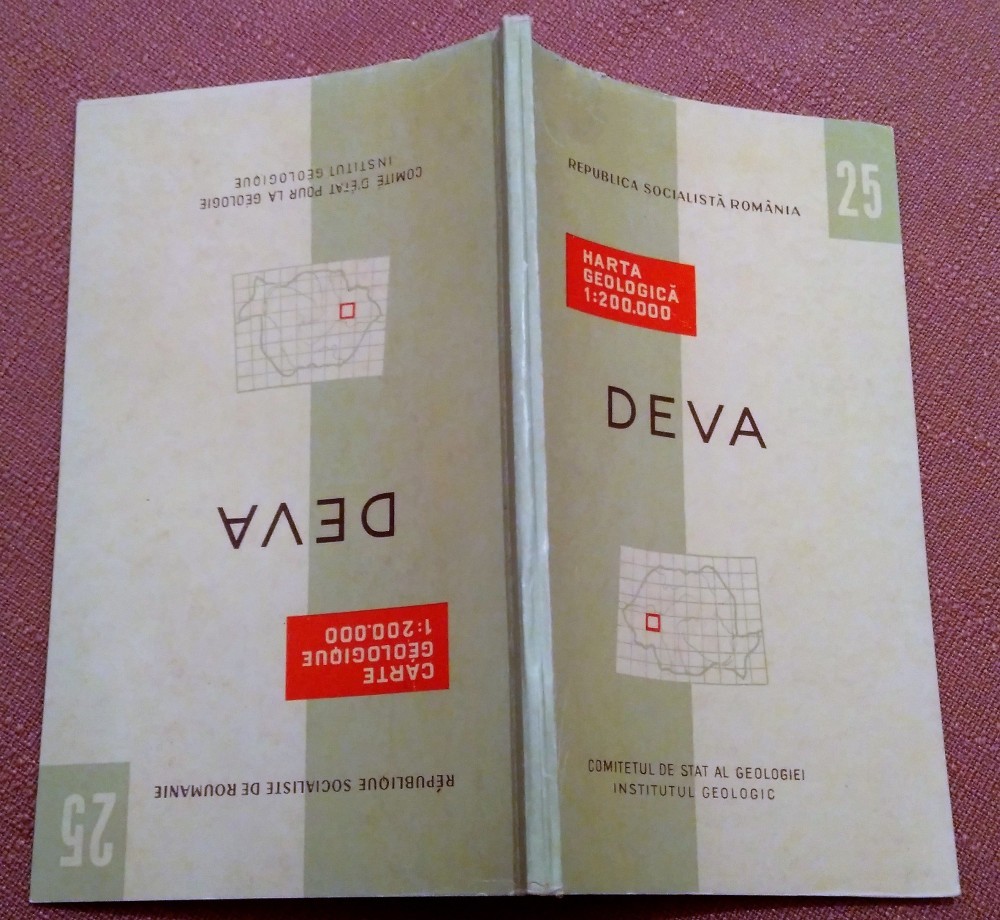 25
REPUBLICA SOCIALISTĂ ROMÂNIA
HARTA
GEOLOGICĂ
1:200.000
DEVA
COMITETUL DE STAT AL GEOLOGIEI
INSTITUTUL GEOLOGIC
25
RÉPUBLIQUE SOCIALISTE DE ROUMANIE
CARTE
GÉOLOGIQUE
1:200.000
DEVA
COMITÉ D'ÉTAT POUR LA GÉOLOGIE
INSTITUT GÉOLOGIQUE